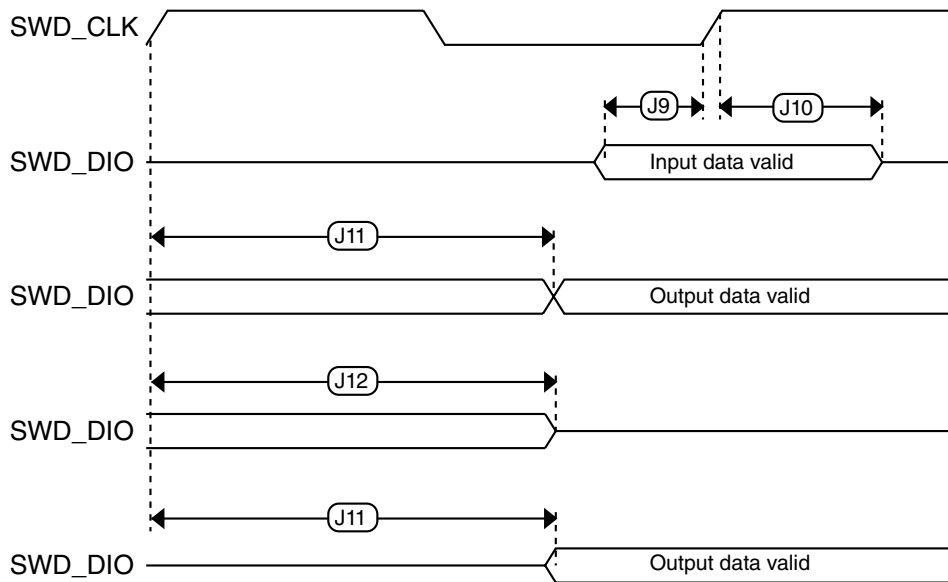 SWD_CLK
J9
J10
SWD_DIO
Input data valid
J11
SWD_DIO
Output data valid
J12
SWD_DIO
J11
SWD_DIO
Output data valid